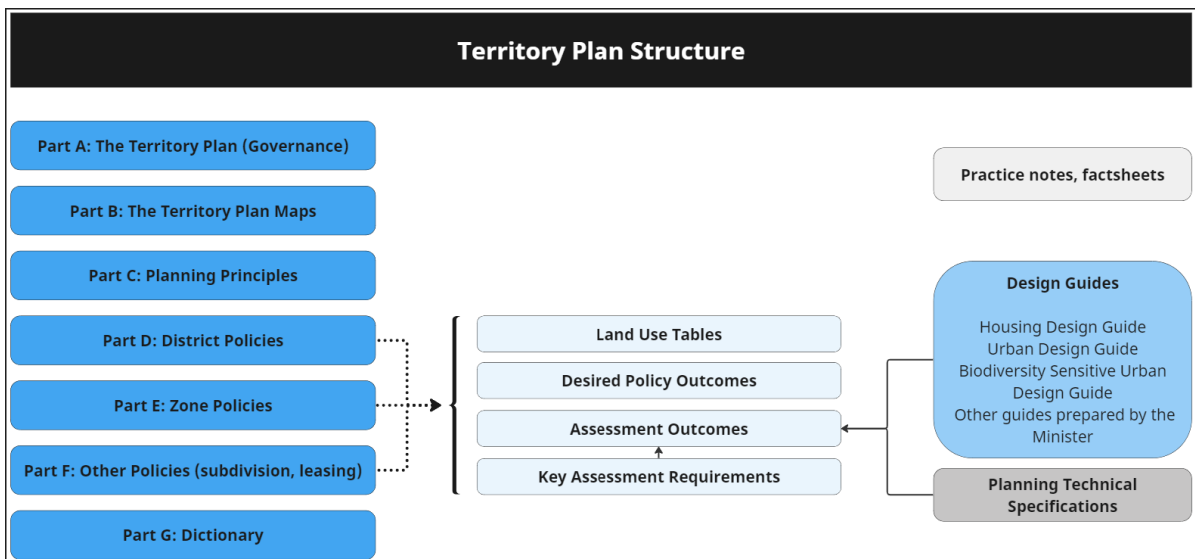 Territory Plan Structure
Part A: The Territory Plan (Governance)
Part B: The Territory Plan Maps
Part C: Planning Principles
Part D: District Policies
Part E: Zone Policies
Part F: Other Policies (subdivision, leasing)
Part G: Dictionary
Land Use Tables
Desired Policy Outcomes
Assessment Outcomes
Key Assessment Requirements
Practice notes, factsheets
Design Guides
Housing Design Guide
Urban Design Guide
Biodiversity Sensitive Urban
Design Guide
Other guides prepared by the
Minister
Planning Technical
Specifications